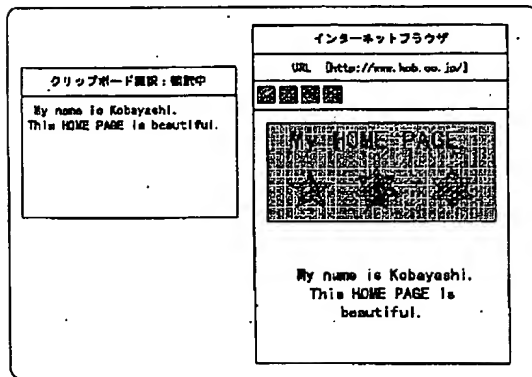 クリップボード翻訳：翻訳中
My name is Kobayashi.
This HOME PAGE is beautiful.
インターネットブラウザ
URL [http://www.kob.co.jp/]
My HOME PAGE
My name is Kobayashi.
This HOME PAGE is
beautiful.